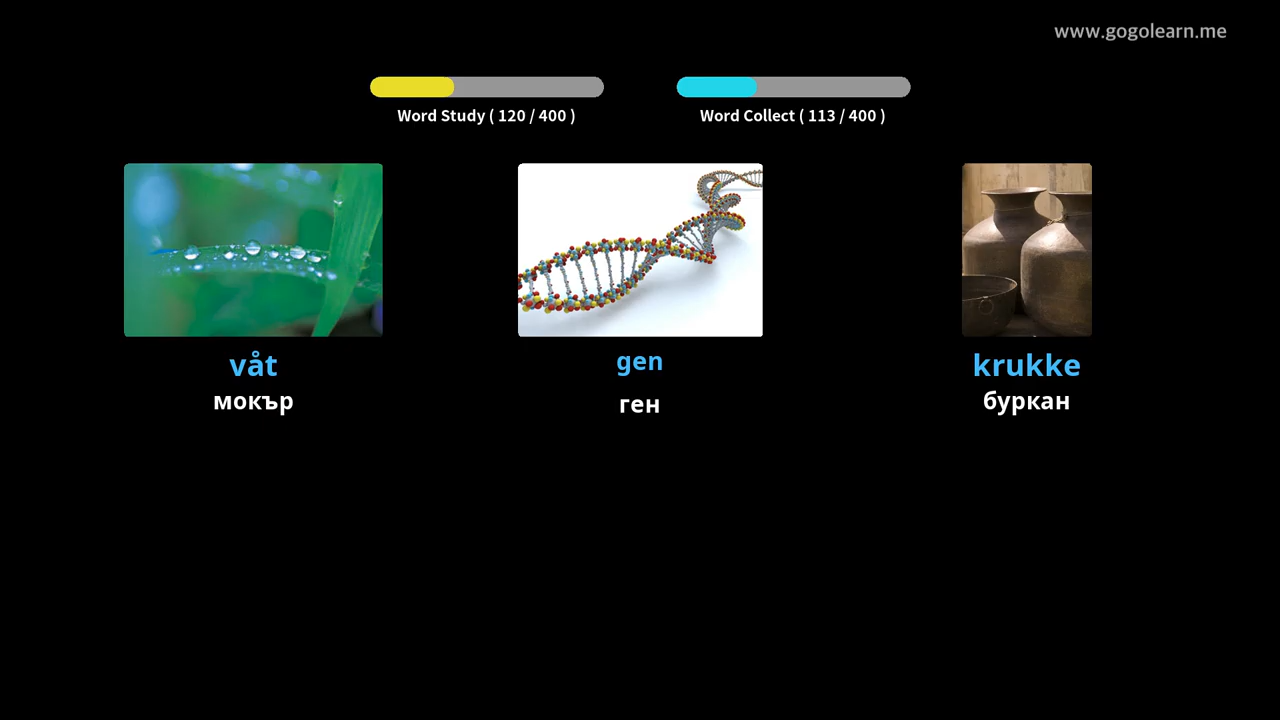 www.gogolearn.me
Word Study ( 120 / 400 )
Word Collect ( 113 / 400 )
våt
gen
krukke
мокър
ген
буркан